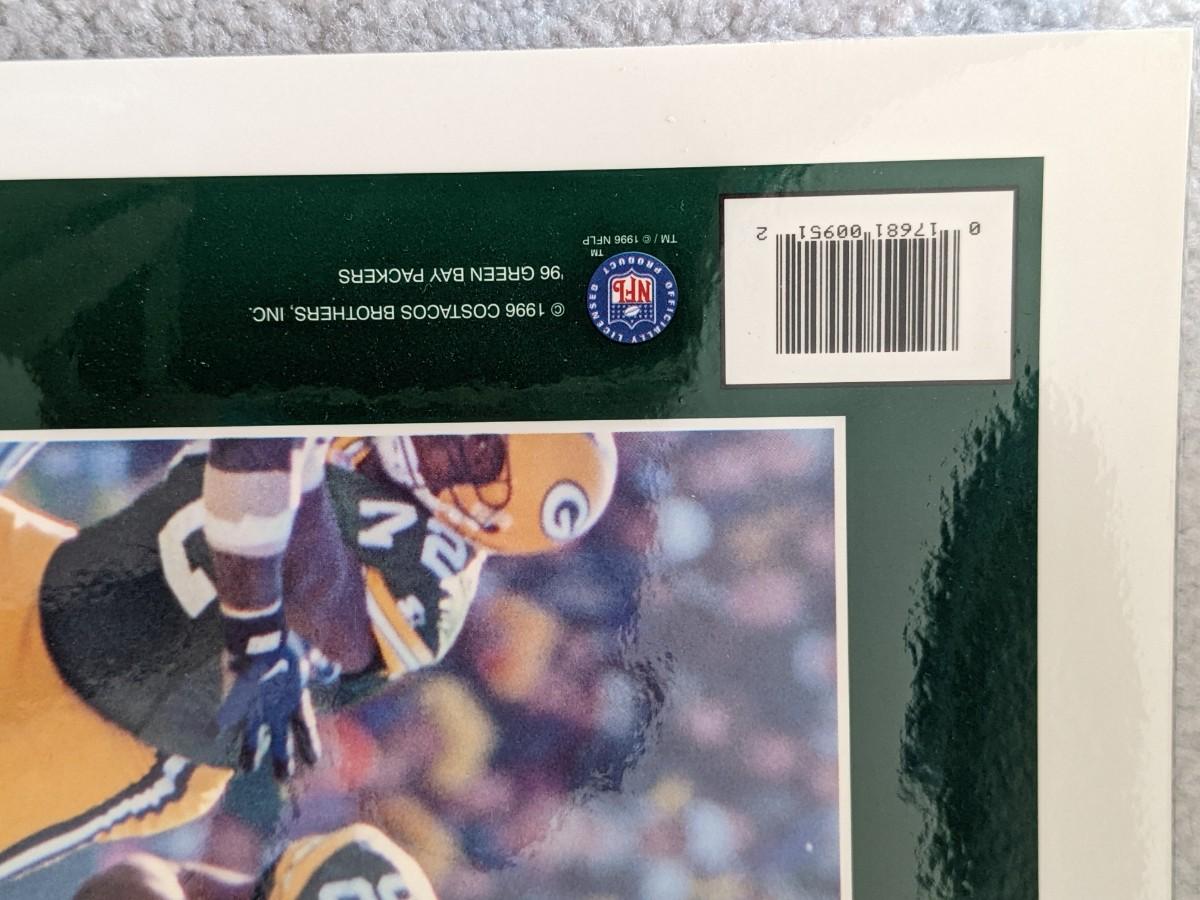 © 1996 COSTACOS BROTHERS, INC.
'96 GREEN BAY PACKERS
OFFICIALLY LICENSED PRODUCT
NFL
TM
TM / © 1996 NFLP
0 17681 00951 2
G